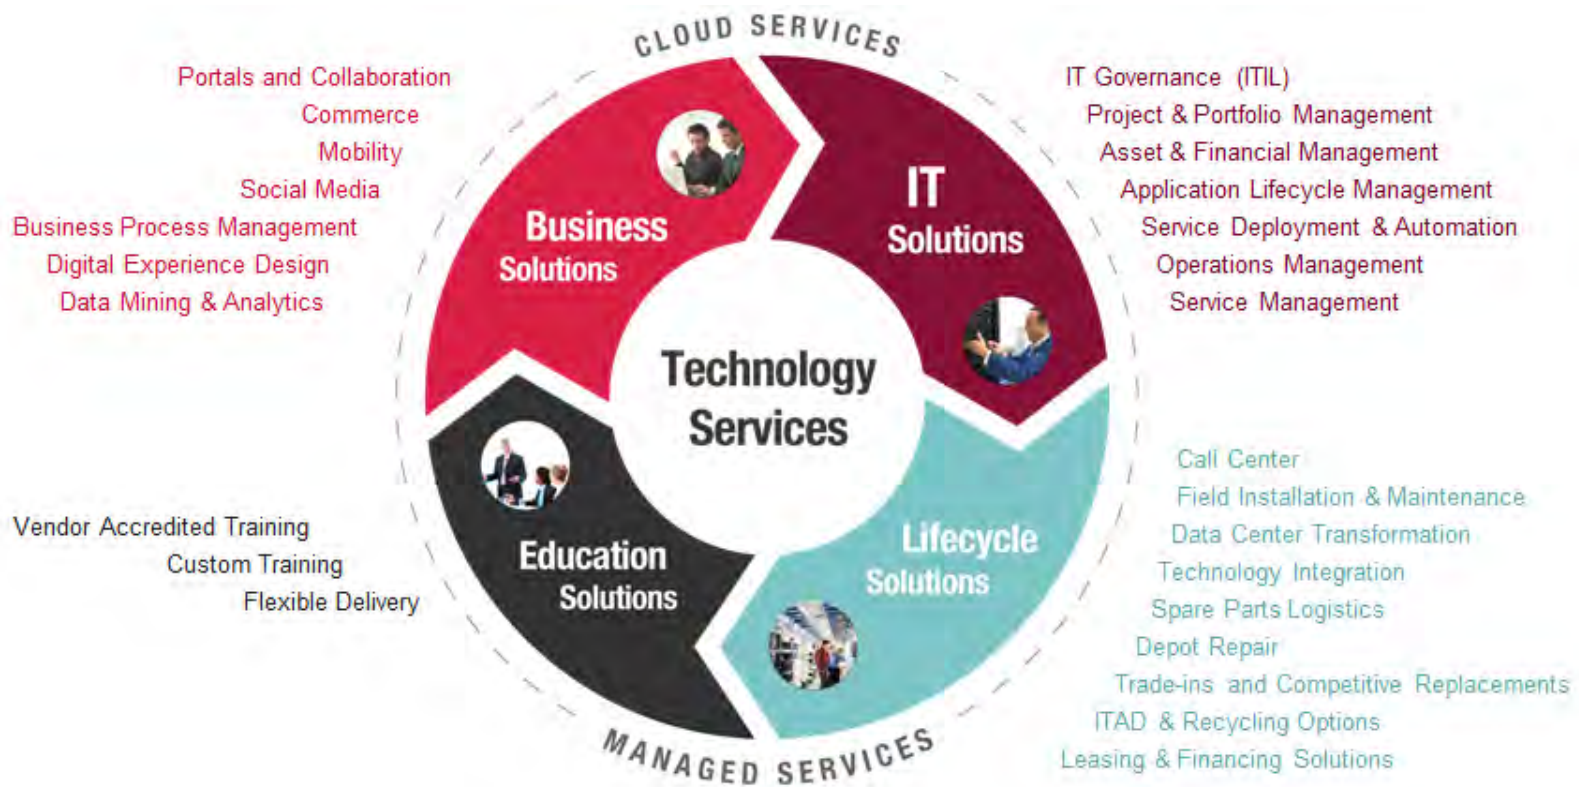 CLOUD SERVICES
Portals and Collaboration
Commerce
Mobility
Social Media
Business Process Management
Digital Experience Design
Data Mining & Analytics
Business
Solutions
IT
Solutions
IT Governance (ITIL)
Project & Portfolio Management
Asset & Financial Management
Application Lifecycle Management
Service Deployment & Automation
Operations Management
Service Management
Technology
Services
Vendor Accredited Training
Custom Training
Flexible Delivery
Education
Solutions
Lifecycle
Solutions
Call Center
Field Installation & Maintenance
Data Center Transformation
Technology Integration
Spare Parts Logistics
Depot Repair
Trade-ins and Competitive Replacements
ITAD & Recycling Options
Leasing & Financing Solutions
MANAGED SERVICES